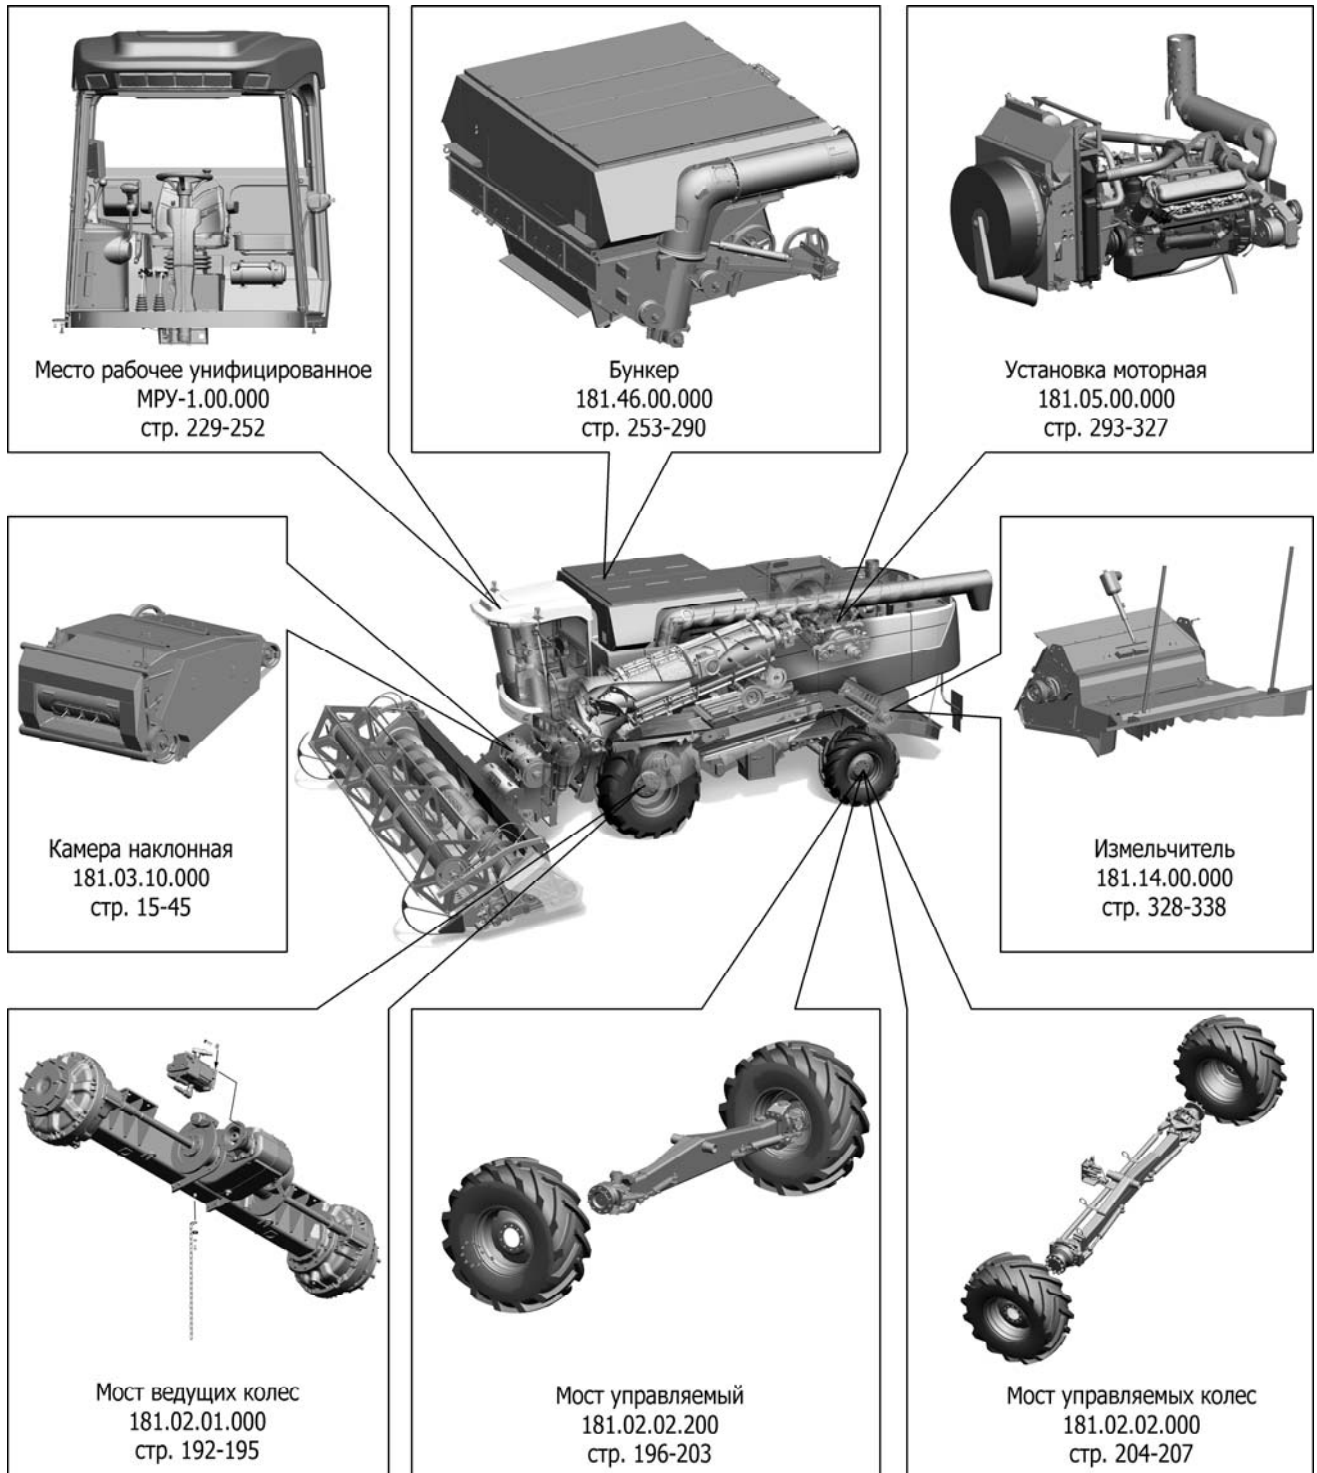 Место рабочее унифицированное
МРУ-1.00.000
стр. 229-252
Бункер
181.46.00.000
стр. 253-290
Установка моторная
181.05.00.000
стр. 293-327
Камера наклонная
181.03.10.000
стр. 15-45
Измельчитель
181.14.00.000
стр. 328-338
Мост ведущих колес
181.02.01.000
стр. 192-195
Мост управляемый
181.02.02.200
стр. 196-203
Мост управляемых колес
181.02.02.000
стр. 204-207